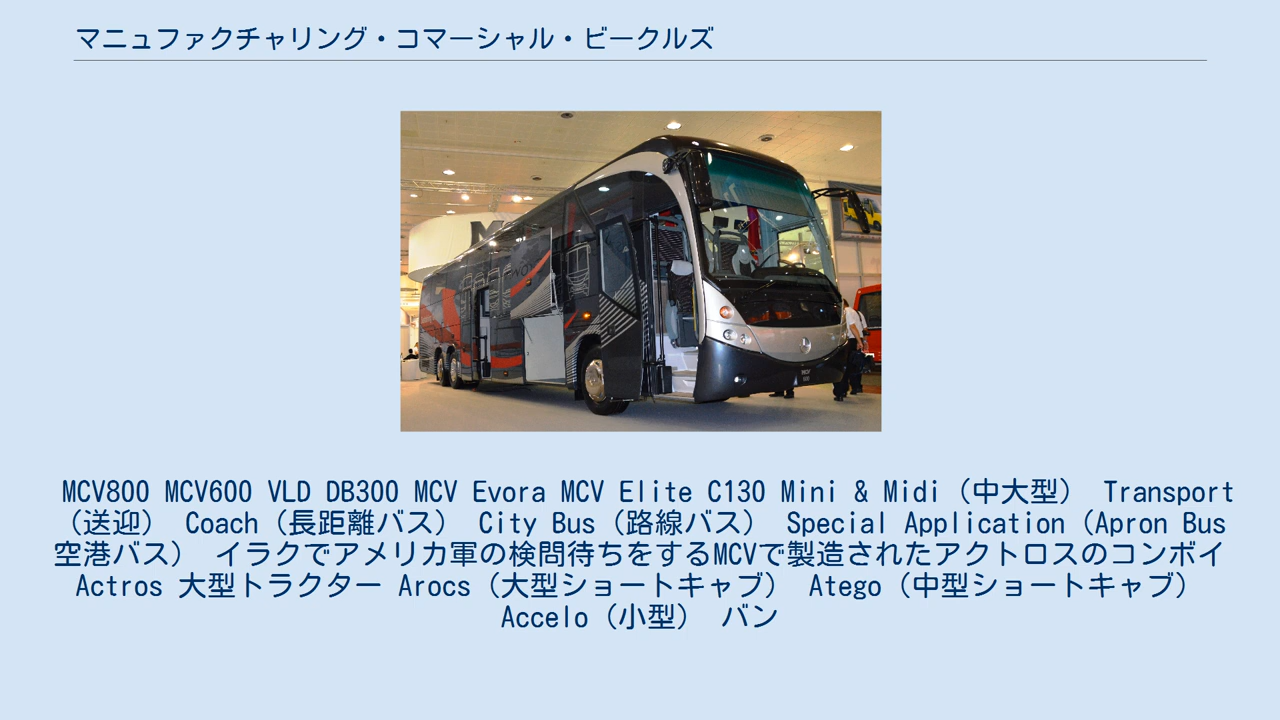 マニュファクチャリング・コマーシャル・ビークルズ
MCV800 MCV600 VLD DB300 MCV Evora MCV Elite C130 Mini & Midi（中大型） Transport
（送迎） Coach（長距離バス） City Bus（路線バス） Special Application（Apron Bus
空港バス） イラクでアメリカ軍の検問待ちをするMCVで製造されたアクトロスのコンボイ
Actros 大型トラクター Arocs（大型ショートキャブ） Atego（中型ショートキャブ）
Accelo（小型） バン